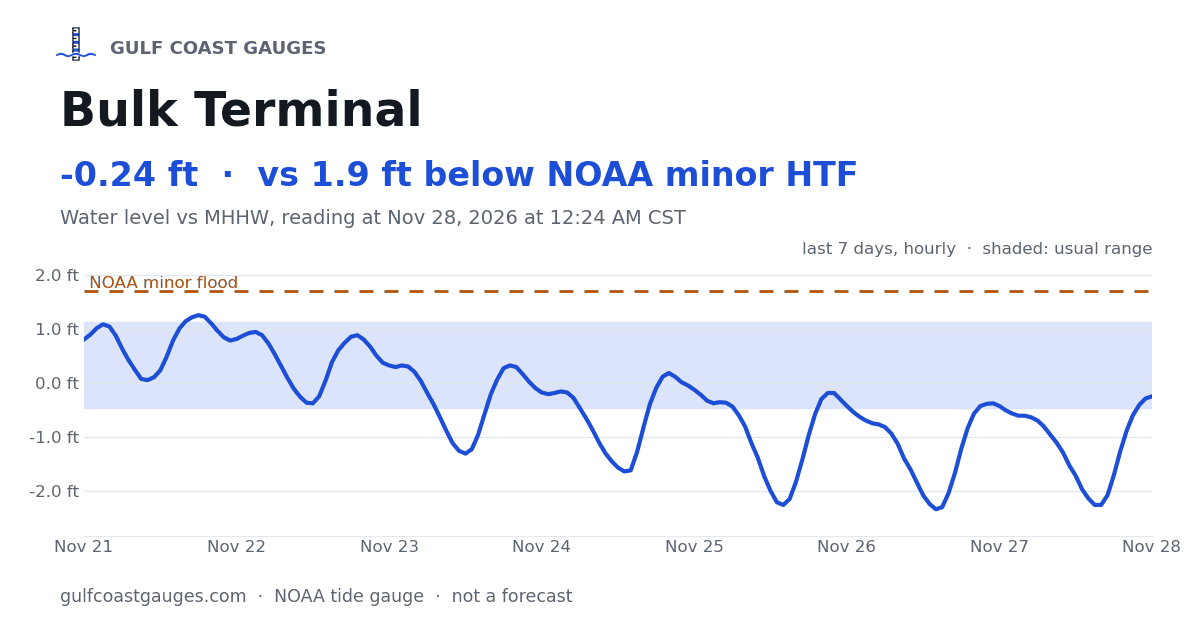 GULF COAST GAUGES
Bulk Terminal
-0.24 ft · vs 1.9 ft below NOAA minor HTF
Water level vs MHHW, reading at Nov 28, 2026 at 12:24 AM CST
last 7 days, hourly · shaded: usual range
2.0 ft
NOAA minor flood
1.0 ft
0.0 ft
-1.0 ft
-2.0 ft
Nov 21 Nov 22 Nov 23 Nov 24 Nov 25 Nov 26 Nov 27 Nov 28
gulfcoastgauges.com · NOAA tide gauge · not a forecast